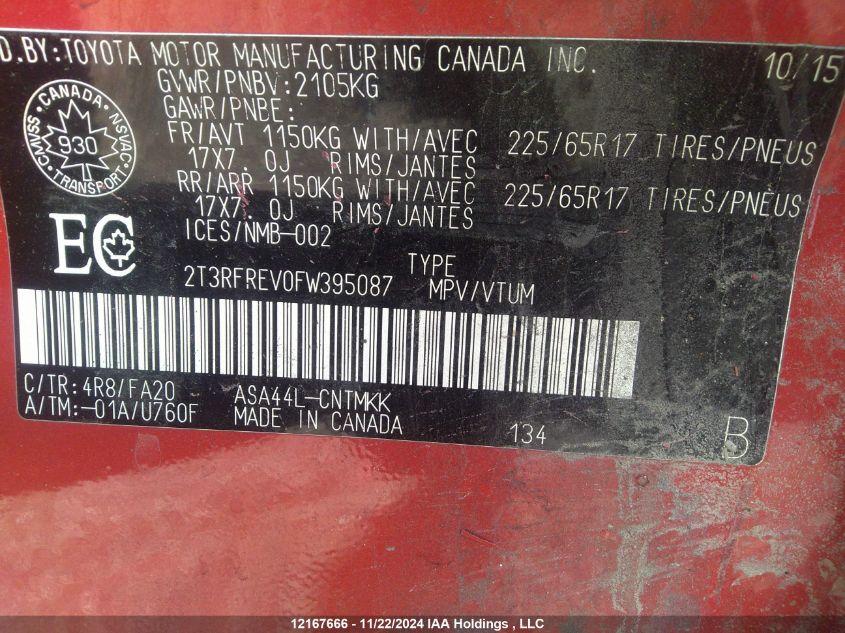 D.BY:TOYOTA MOTOR MANUFACTURING CANADA INC. 10/15
GVWR/PNBV:2105KG
GAWR/PNBE:
FR/AVT 1150KG WITH/AVEC 225/65R17 TIRES/PNEUS
17X7.0J RIMS/JANTES
RR/ARR 1150KG WITH/AVEC 225/65R17 TIRES/PNEUS
17X7.0J RIMS/JANTES
ICES/NMB-002
CANADA
CMVSS 930 NSVAC
TRANSPORT
EC
2T3RFREV0FW395087 TYPE
MPV/VTUM
C/TR:4R8/FA20 ASA44L-CNTMKK
A/TM:-01A/U760F MADE IN CANADA
134 B
12167666 - 11/22/2024 IAA Holdings , LLC